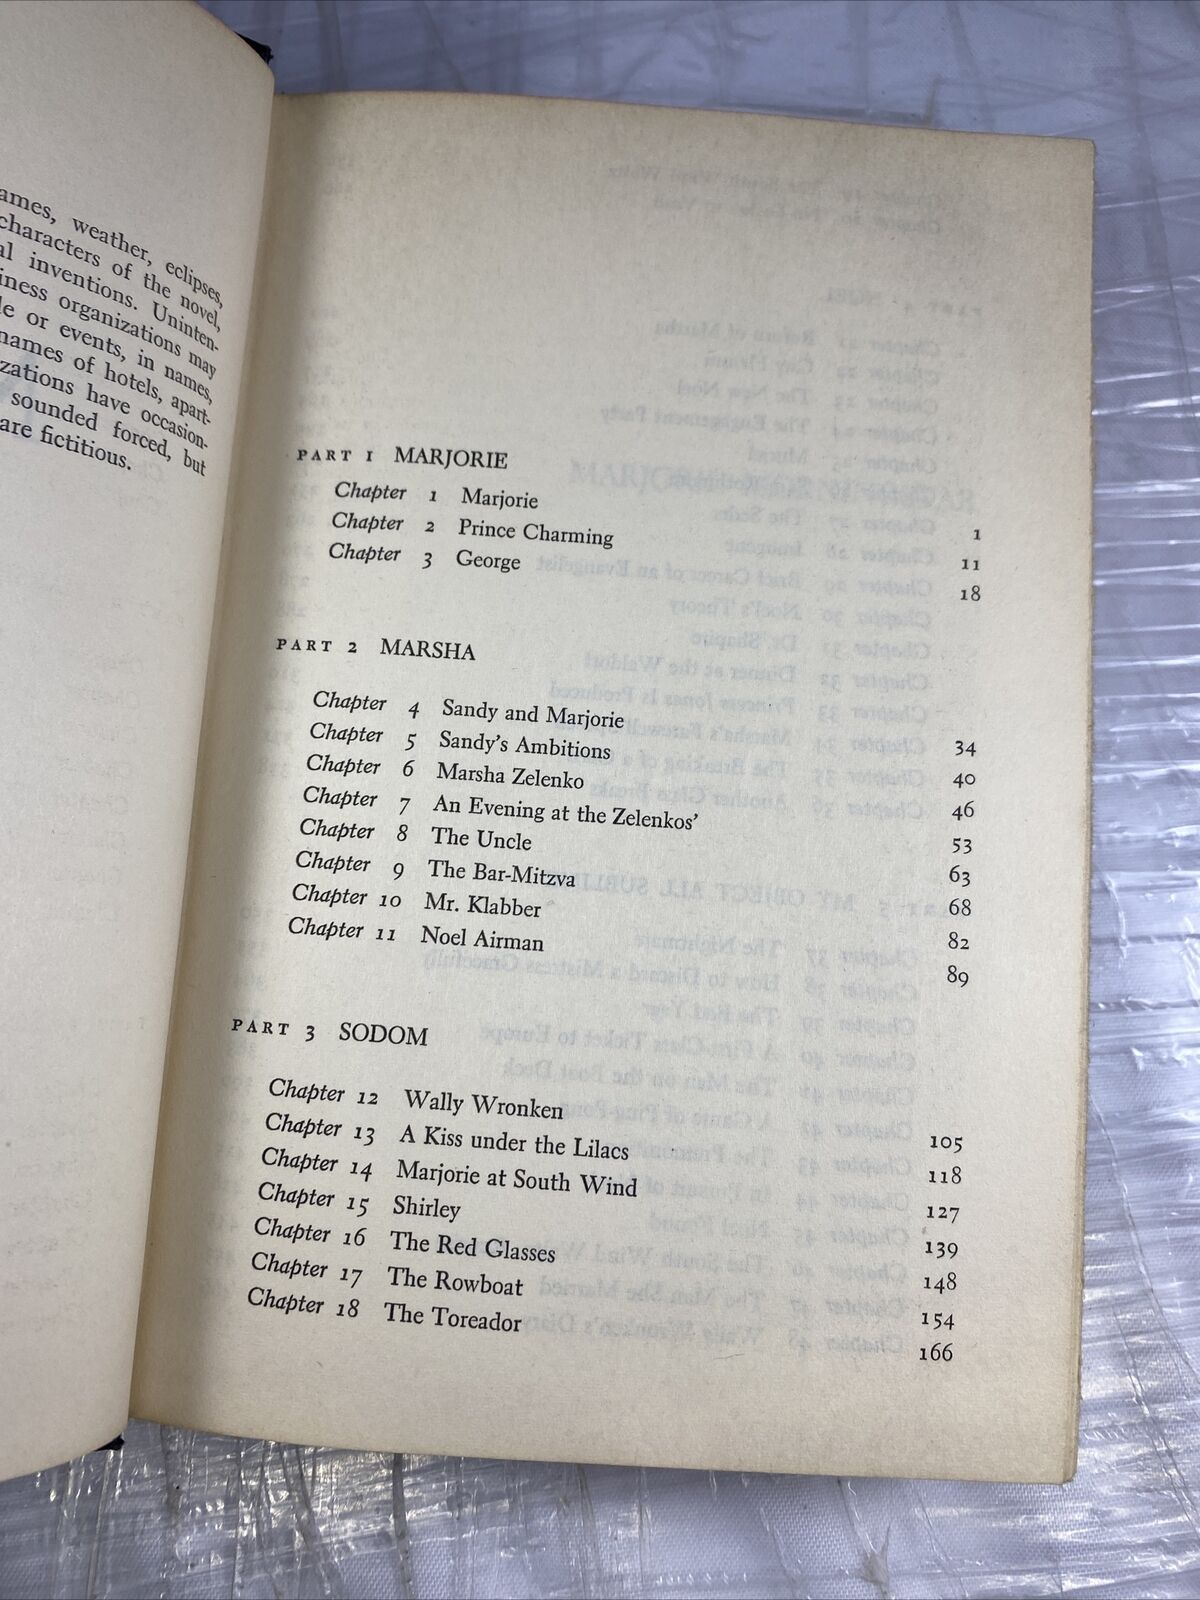 ames, weather, eclipses,
characters of the novel,
al inventions. Uninten-
iness organizations may
le or events, in names,
names of hotels, apart-
zations have occasion-
sounded forced, but
are fictitious.
PART 1 MARJORIE
Chapter 1 Marjorie 1
Chapter 2 Prince Charming 11
Chapter 3 George 18
PART 2 MARSHA
Chapter 4 Sandy and Marjorie 34
Chapter 5 Sandy's Ambitions 40
Chapter 6 Marsha Zelenko 46
Chapter 7 An Evening at the Zelenkos' 53
Chapter 8 The Uncle 63
Chapter 9 The Bar-Mitzva 68
Chapter 10 Mr. Klabber 82
Chapter 11 Noel Airman 89
PART 3 SODOM
Chapter 12 Wally Wronken 105
Chapter 13 A Kiss under the Lilacs 118
Chapter 14 Marjorie at South Wind 127
Chapter 15 Shirley 139
Chapter 16 The Red Glasses 148
Chapter 17 The Rowboat 154
Chapter 18 The Toreador 166